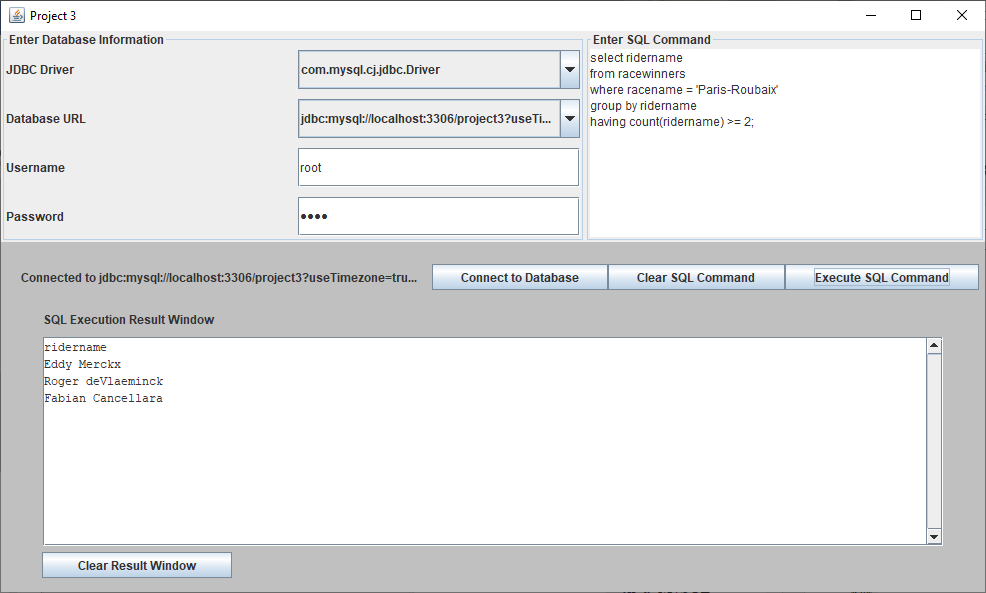 Project 3
Enter Database Information
JDBC Driver
com.mysql.cj.jdbc.Driver
Database URL
jdbc:mysql://localhost:3306/project3?useTi...
Username
root
Password
••••
Enter SQL Command
select ridername
from racewinners
where racename = 'Paris-Roubaix'
group by ridername
having count(ridername) >= 2;
Connected to jdbc:mysql://localhost:3306/project3?useTimezone=tru...
Connect to Database
Clear SQL Command
Execute SQL Command
SQL Execution Result Window
ridername
Eddy Merckx
Roger deVlaeminck
Fabian Cancellara
Clear Result Window